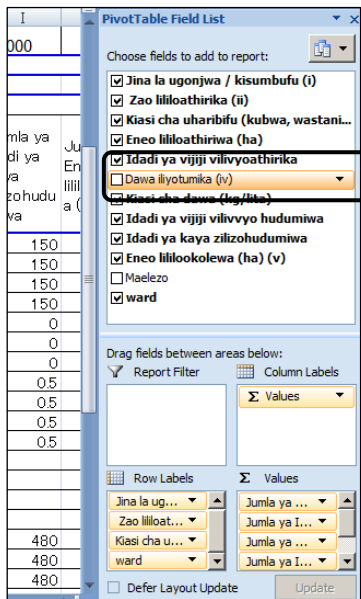 I
000
mla ya
di ya
va
zohudu
wa
Ju
En
lilil
a (
150
150
150
150
0
0
0
0.5
0.5
0.5
480
480
480
PivotTable Field List
Choose fields to add to report:
Jina la ugonjwa / kisumbufu (i)
Zao lililoathirika (ii)
Kiasi cha uharibifu (kubwa, wastani...
Eneo lililoathiriwa (ha)
Idadi ya vijiji vilivyoathirika
Dawa iliyotumika (iv)
Kiasi cha dawa (kg/lita)
Idadi ya vijiji vilivvyo hudumiwa
Idadi ya kaya zilizohudumiwa
Eneo lililookolewa (ha) (v)
Maelezo
ward
Drag fields between areas below:
Report Filter
Column Labels
Σ Values
Row Labels
Σ Values
Jina la ug...
Zao lililoat...
Kiasi cha u...
ward
Jumla ya ...
Jumla ya I...
Jumla ya ...
Jumla ya I...
Defer Layout Update
Update